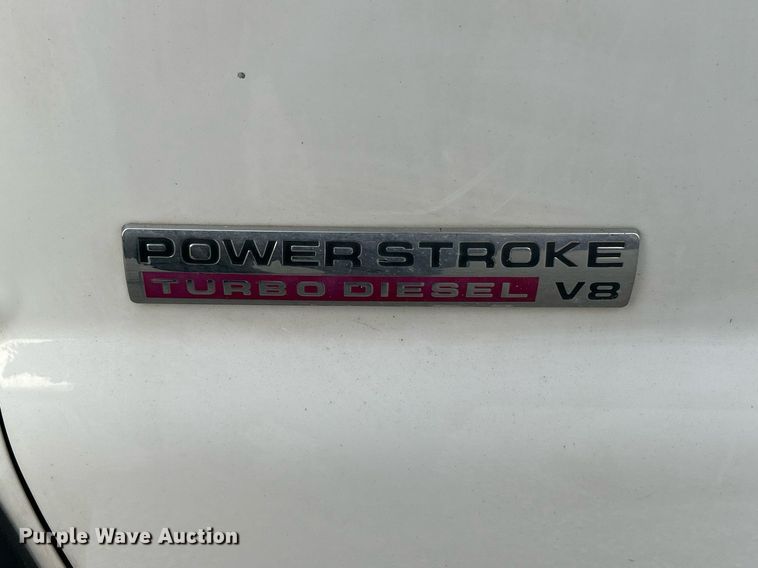 POWER STROKE
TURBO DIESEL V8
Purple Wave Auction